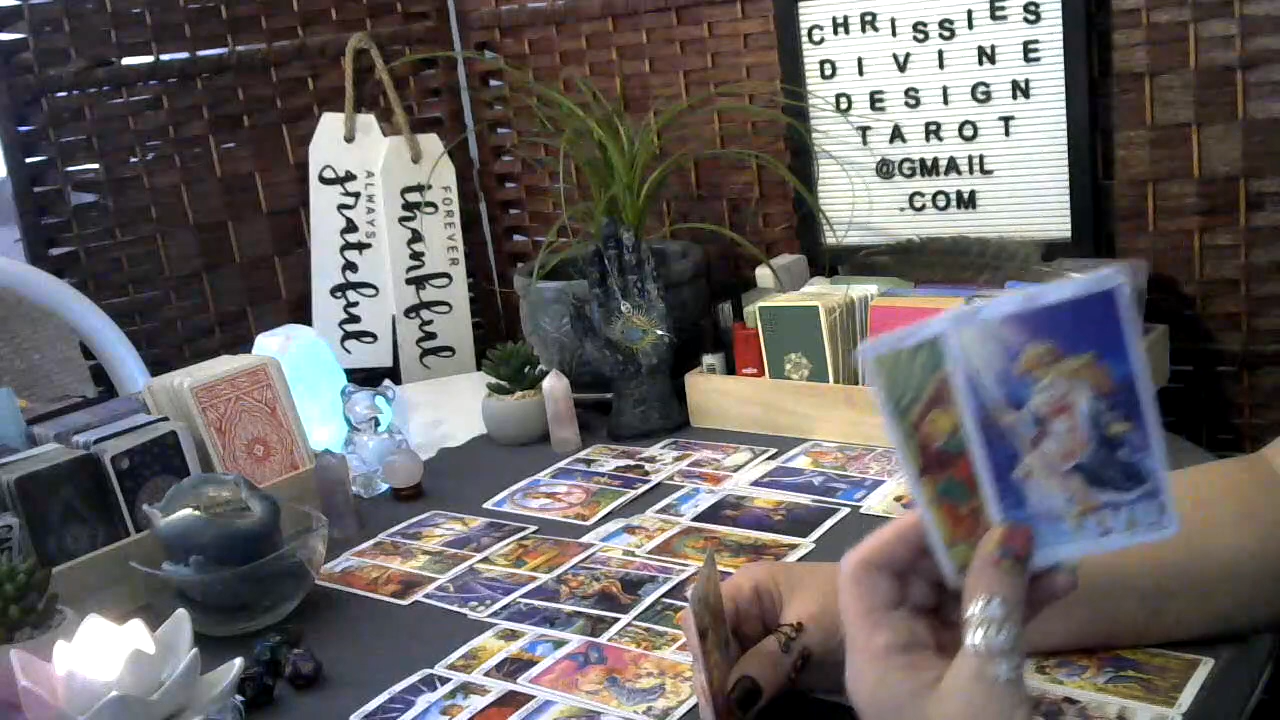 ALWAYS
grateful
FOREVER
thankful
CHRISSIES
DIVINE
DESIGN
TAROT
@GMAIL
.COM